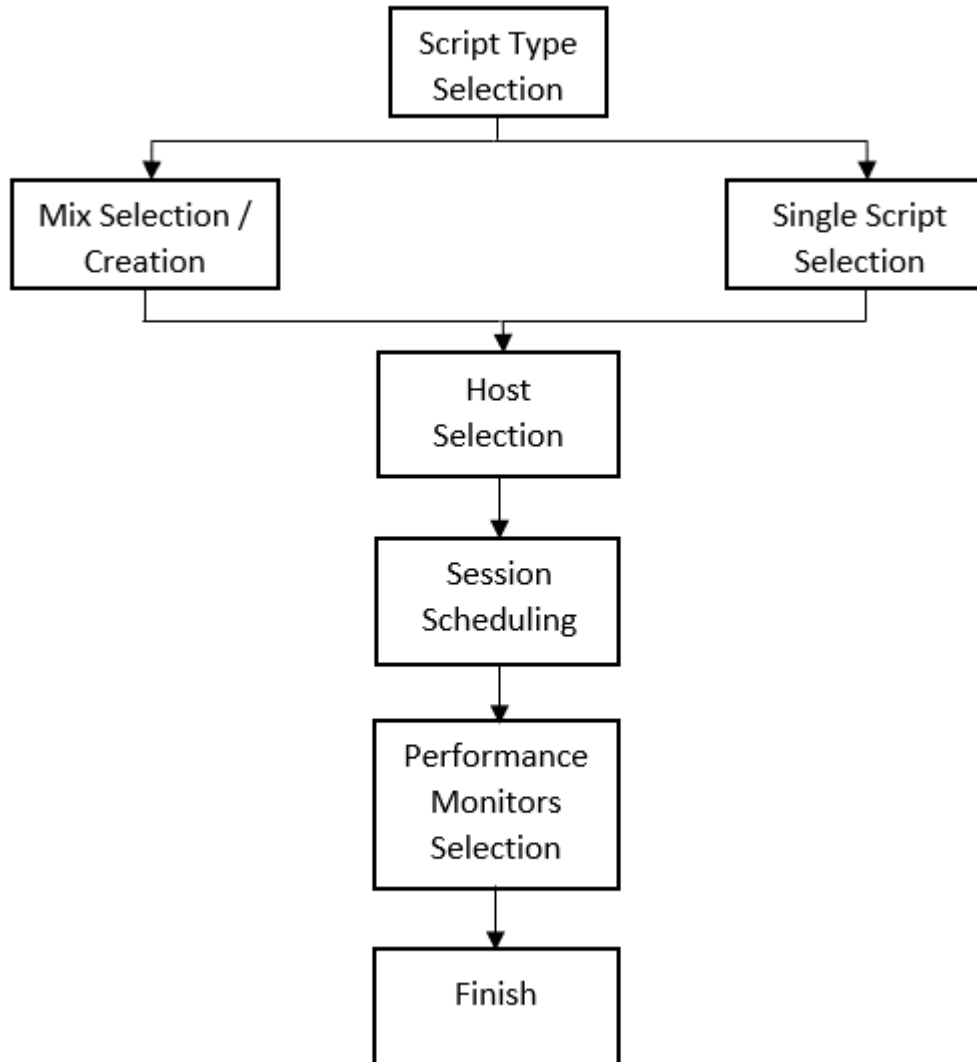 Script Type
Selection
Mix Selection /
Creation
Single Script
Selection
Host
Selection
Session
Scheduling
Performance
Monitors
Selection
Finish